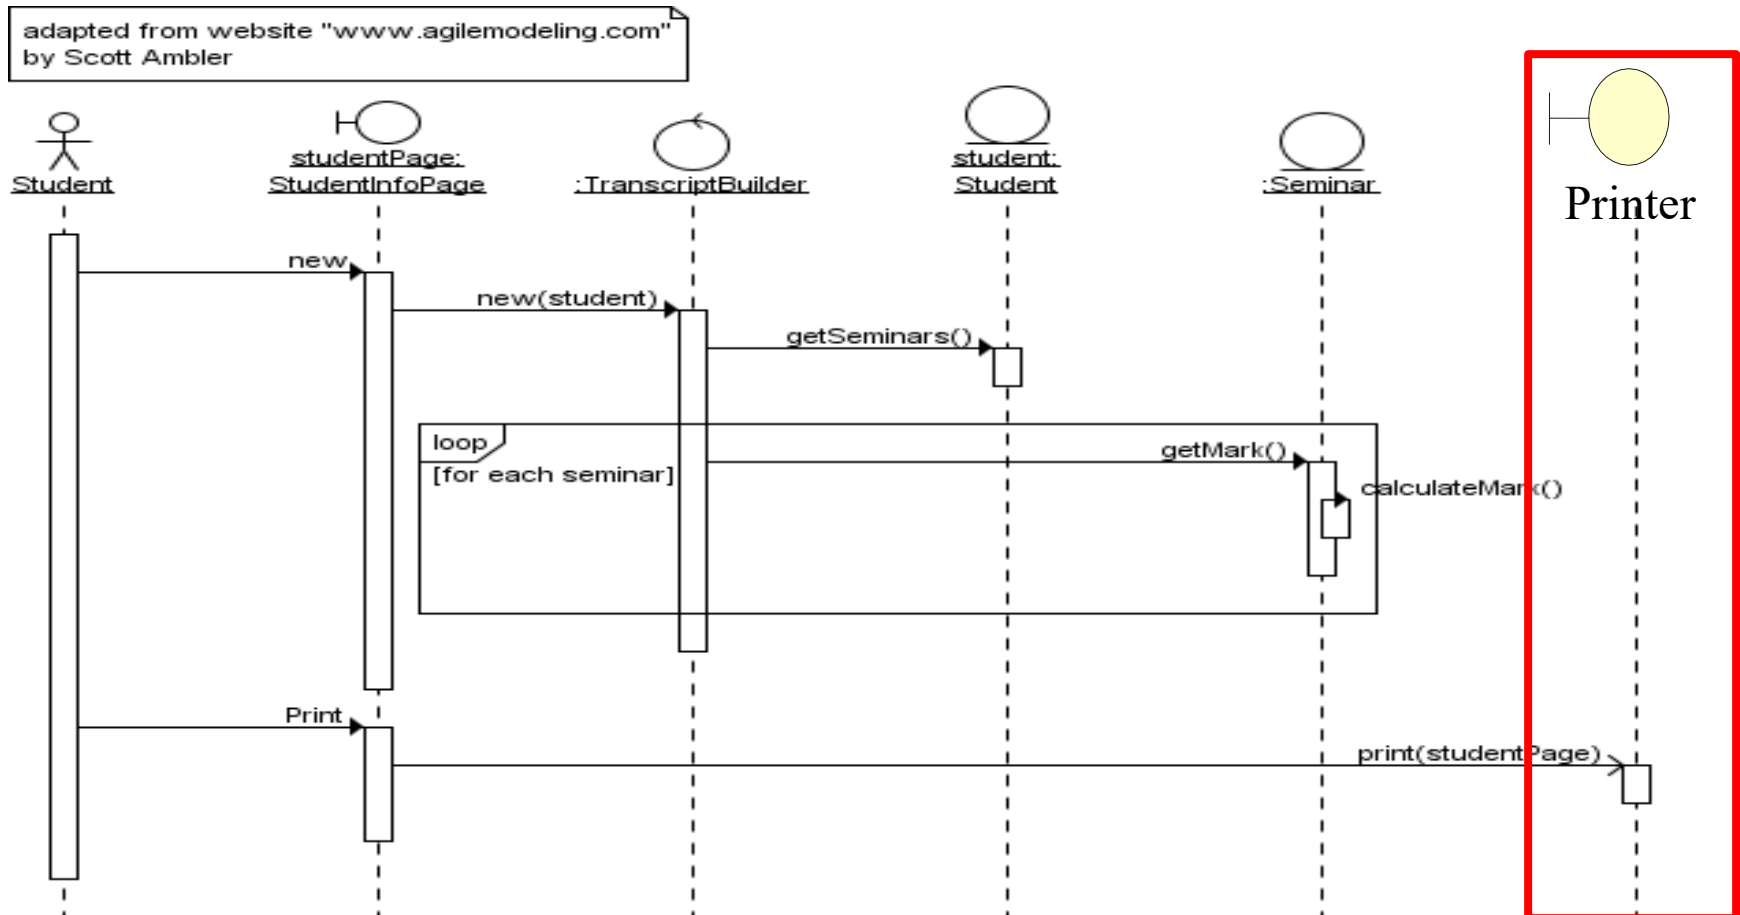 adapted from website "www.agilemodeling.com"
by Scott Ambler
Student
studentPage:
StudentInfoPage
:TranscriptBuilder
student:
Student
:Seminar
Printer
new
new(student)
getSeminars()
loop
[for each seminar]
getMark()
calculateMark()
Print
print(studentPage)